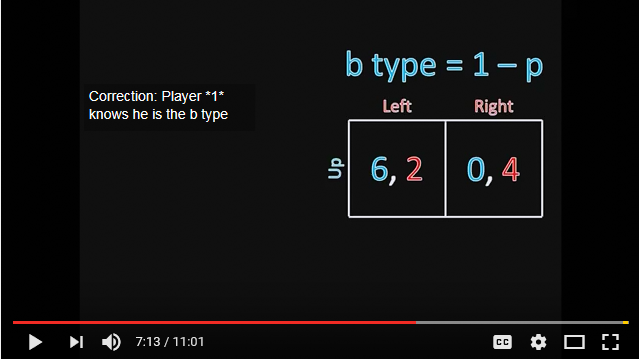 b type = 1 – p
Correction: Player *1*
knows he is the b type
Left Right
Up 6, 2 0, 4
7:13 / 11:01
CC